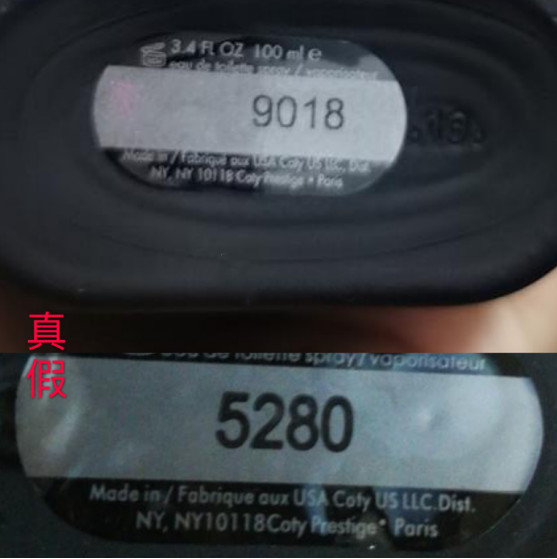 3.4 FL OZ 100 ml e
eau de toilette spray / vaporisateur
9018
Made in / Fabrique aux USA Coty US LLC, Dist.
NY, NY 10118 Coty Prestige • Paris
真
假
eau de toilette spray / vaporisateur
5280
Made in / Fabrique aux USA Coty US LLC.Dist.
NY, NY10118Coty Prestige* Paris